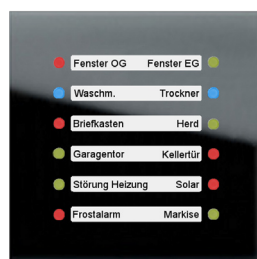 Fenster OG Fenster EG
Waschm. Trockner
Briefkasten Herd
Garagentor Kellertür
Störung Heizung Solar
Frostalarm Markise